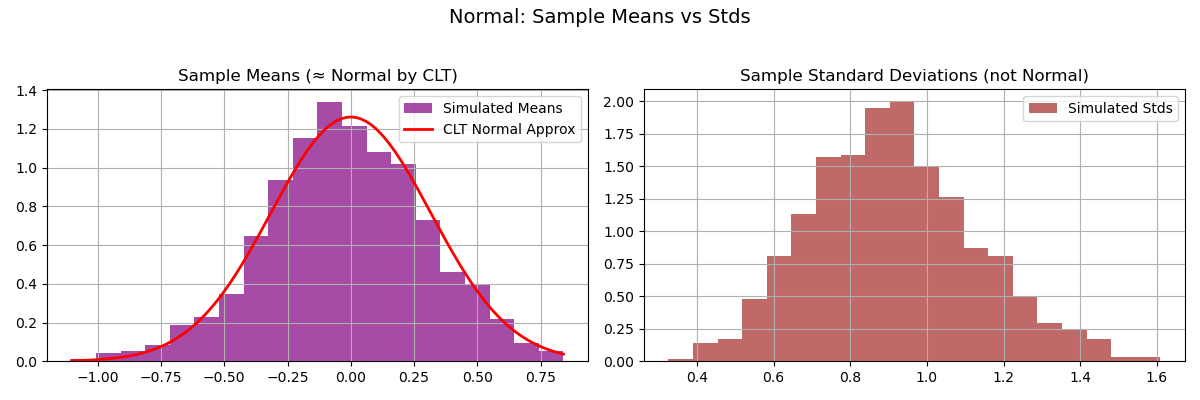 Normal: Sample Means vs Stds
Sample Means (≈ Normal by CLT)
1.4
1.2
1.0
0.8
0.6
0.4
0.2
0.0
−1.00 −0.75 −0.50 −0.25 0.00 0.25 0.50 0.75
Simulated Means
CLT Normal Approx
Sample Standard Deviations (not Normal)
2.00
1.75
1.50
1.25
1.00
0.75
0.50
0.25
0.00
0.4 0.6 0.8 1.0 1.2 1.4 1.6
Simulated Stds